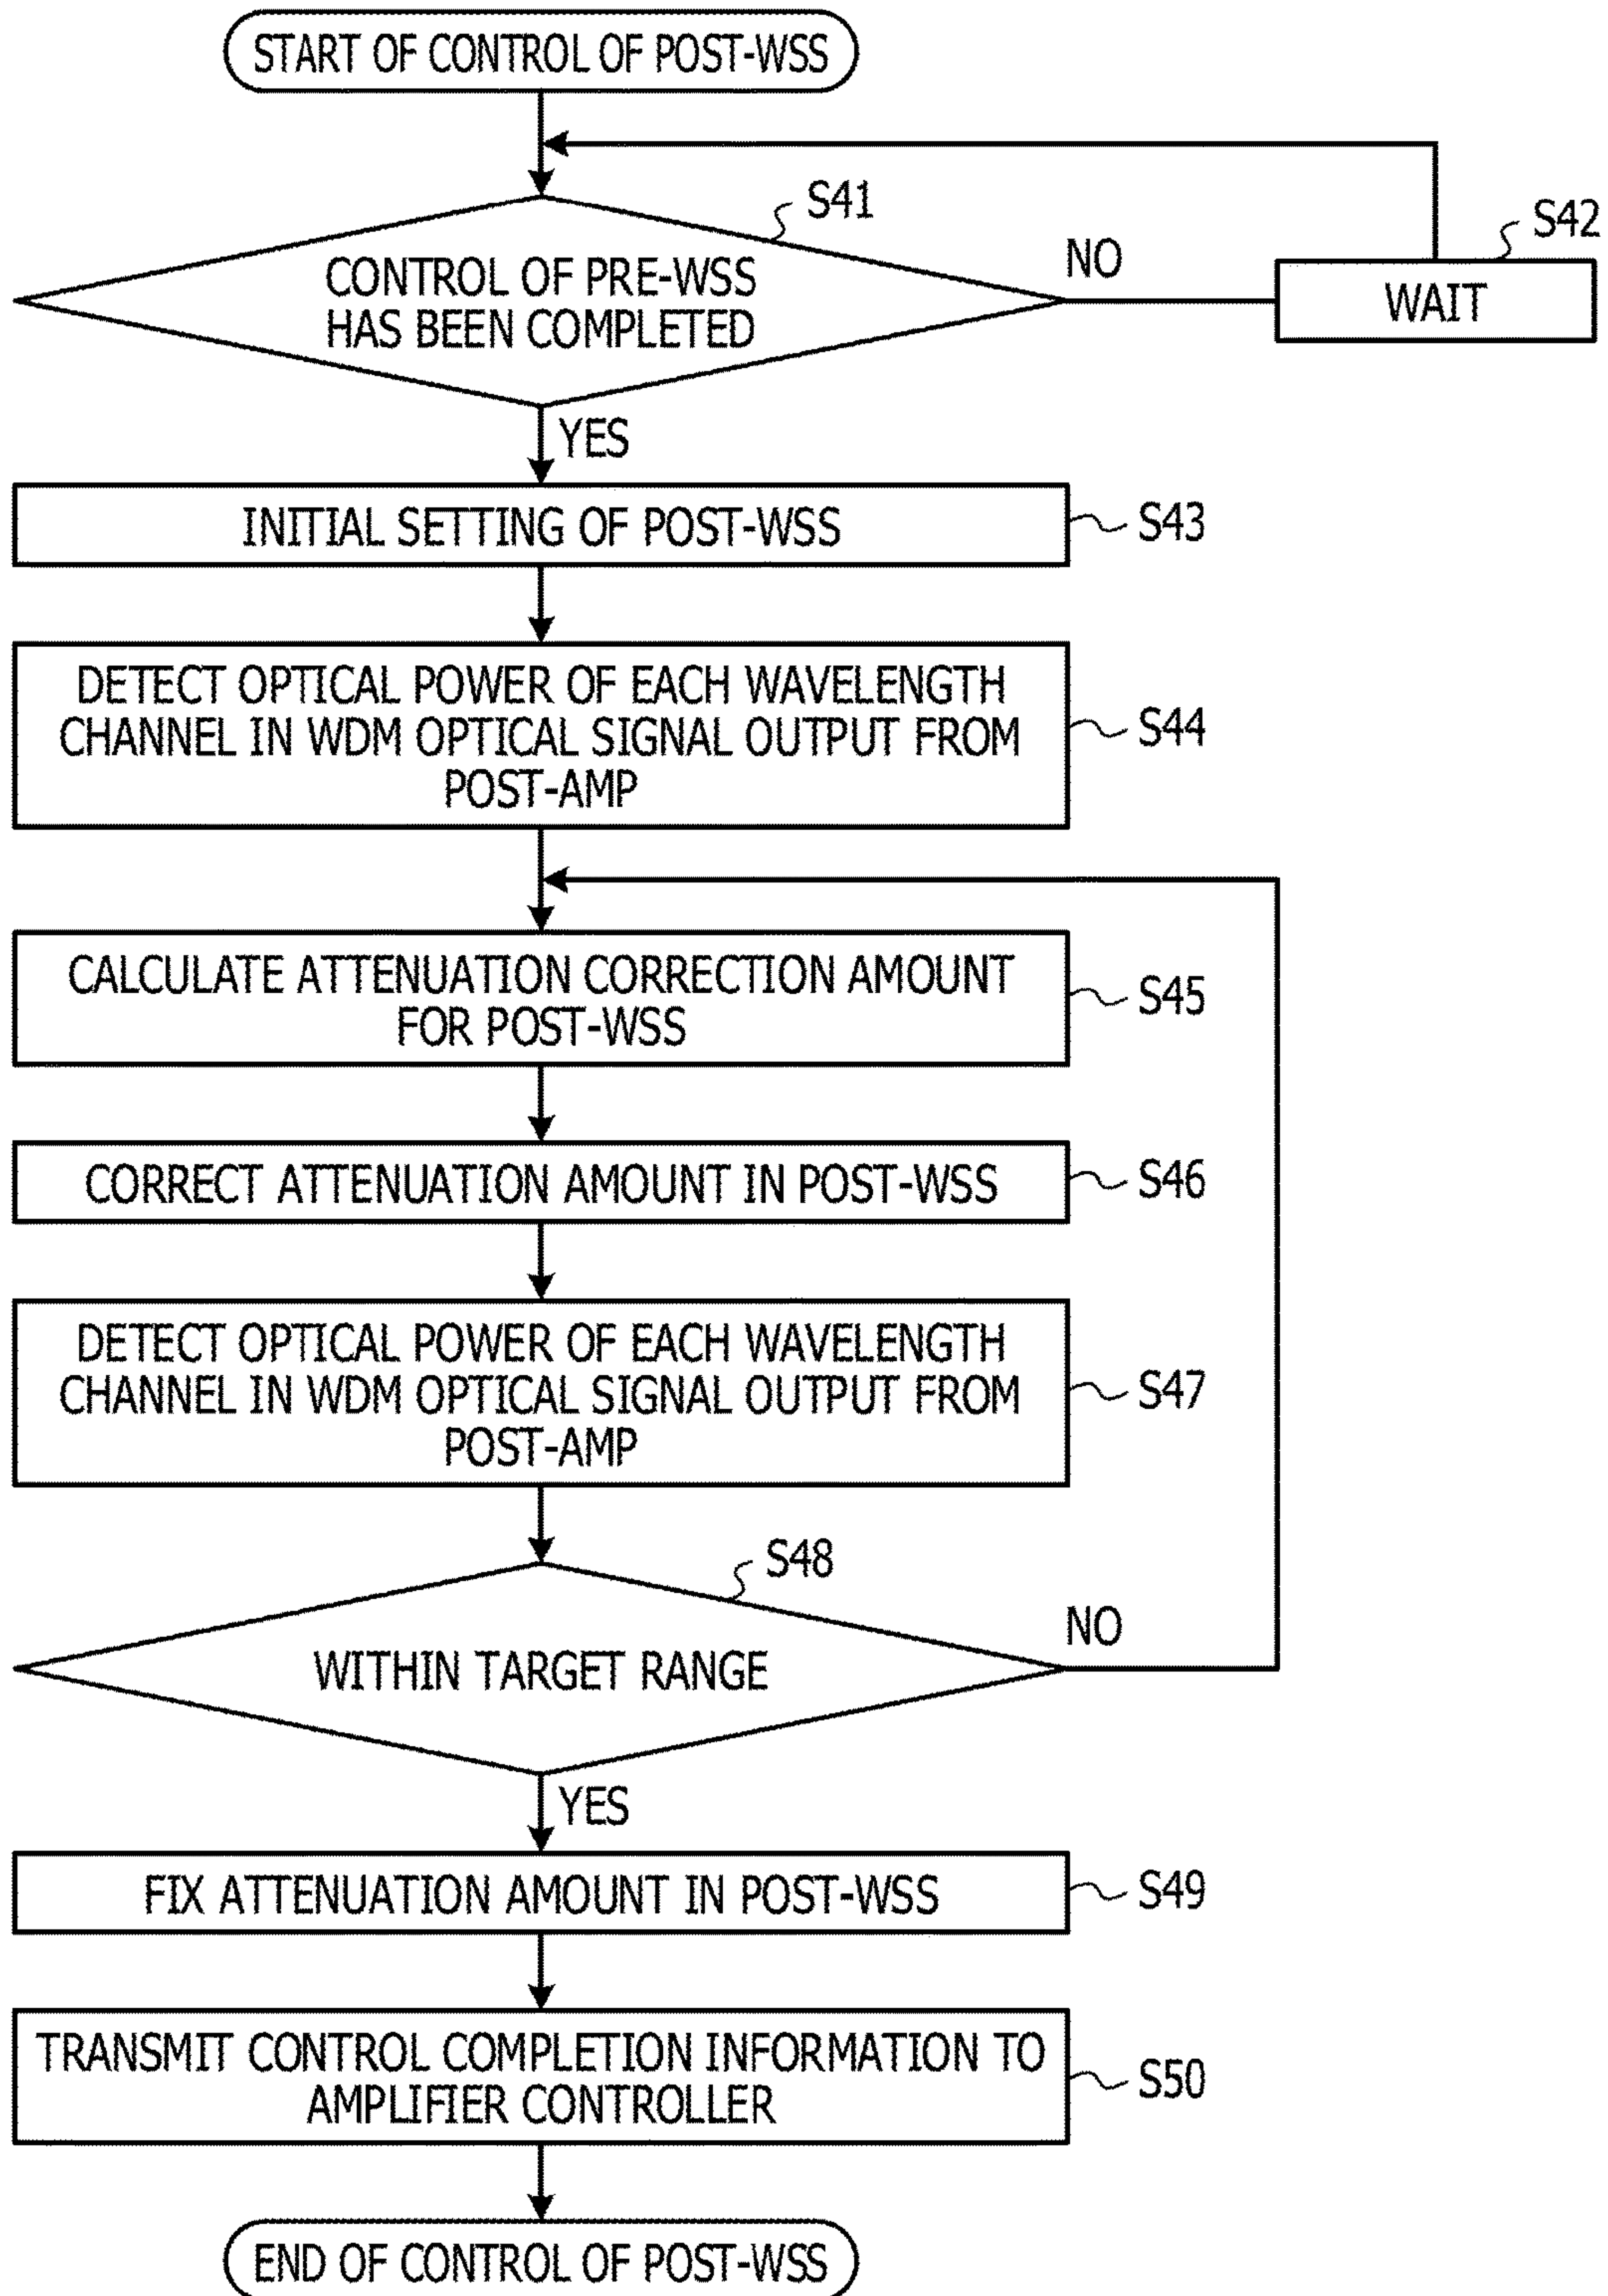 START OF CONTROL OF POST-WSS
S41
S42
CONTROL OF PRE-WSS
HAS BEEN COMPLETED
NO
WAIT
YES
INITIAL SETTING OF POST-WSS
S43
DETECT OPTICAL POWER OF EACH WAVELENGTH
CHANNEL IN WDM OPTICAL SIGNAL OUTPUT FROM
POST-AMP
S44
CALCULATE ATTENUATION CORRECTION AMOUNT
FOR POST-WSS
S45
CORRECT ATTENUATION AMOUNT IN POST-WSS
S46
DETECT OPTICAL POWER OF EACH WAVELENGTH
CHANNEL IN WDM OPTICAL SIGNAL OUTPUT FROM
POST-AMP
S47
S48
WITHIN TARGET RANGE
NO
YES
FIX ATTENUATION AMOUNT IN POST-WSS
S49
TRANSMIT CONTROL COMPLETION INFORMATION TO
AMPLIFIER CONTROLLER
S50
END OF CONTROL OF POST-WSS